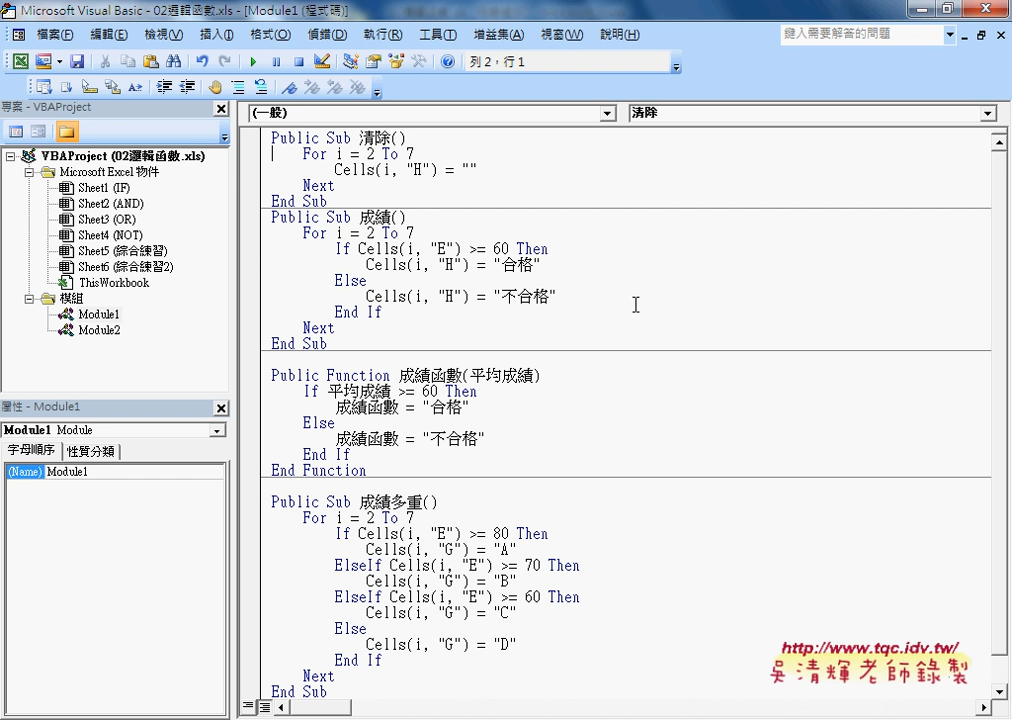 Microsoft Visual Basic - 02邏輯函數.xls - [Module1 (程式碼)]
檔案(F) 編輯(E) 檢視(V) 插入(I) 格式(O) 偵錯(D) 執行(R) 工具(T) 增益集(A) 視窗(W) 說明(H) 鍵入需要解答的問題
列 2，行 1
專案 - VBAProject
(一般) 清除
VBAProject (02邏輯函數.xls)
Microsoft Excel 物件
Sheet1 (IF)
Sheet2 (AND)
Sheet3 (OR)
Sheet4 (NOT)
Sheet5 (綜合練習)
Sheet6 (綜合練習2)
ThisWorkbook
模組
Module1
Module2
屬性 - Module1
Module1 Module
字母順序 性質分類
(Name) Module1
Public Sub 清除()
For i = 2 To 7
Cells(i, "H") = ""
Next
End Sub
Public Sub 成績()
For i = 2 To 7
If Cells(i, "E") >= 60 Then
Cells(i, "H") = "合格"
Else
Cells(i, "H") = "不合格"
End If
Next
End Sub
Public Function 成績函數(平均成績)
If 平均成績 >= 60 Then
成績函數 = "合格"
Else
成績函數 = "不合格"
End If
End Function
Public Sub 成績多重()
For i = 2 To 7
If Cells(i, "E") >= 80 Then
Cells(i, "G") = "A"
ElseIf Cells(i, "E") >= 70 Then
Cells(i, "G") = "B"
ElseIf Cells(i, "E") >= 60 Then
Cells(i, "G") = "C"
Else
Cells(i, "G") = "D"
End If
Next
End Sub
http://www.tqc.idv.tw/
吳清輝老師錄製